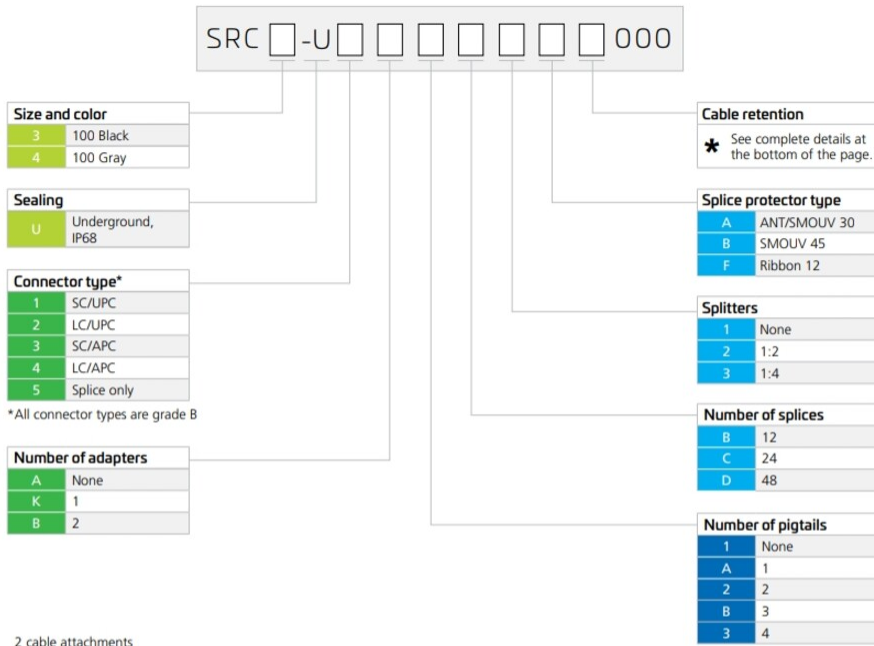 SRC -U 000
Size and color
3 100 Black
4 100 Gray
Sealing
U Underground,
IP68
Connector type*
1 SC/UPC
2 LC/UPC
3 SC/APC
4 LC/APC
5 Splice only
*All connector types are grade B
Number of adapters
A None
K 1
B 2
2 cable attachments
Cable retention
* See complete details at
the bottom of the page.
Splice protector type
A ANT/SMOUV 30
B SMOUV 45
F Ribbon 12
Splitters
1 None
2 1:2
3 1:4
Number of splices
B 12
C 24
D 48
Number of pigtails
1 None
A 1
2 2
B 3
3 4